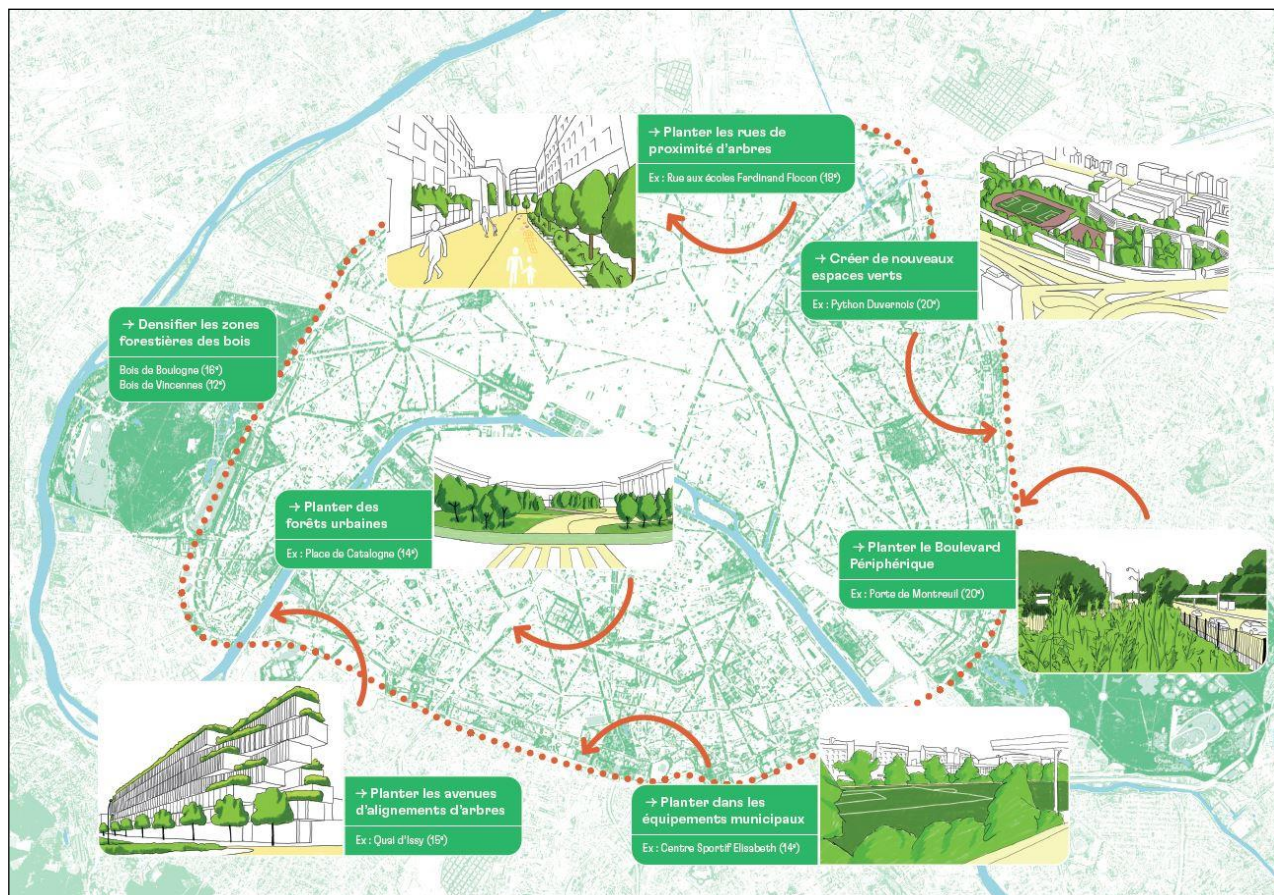 → Planter les rues de
proximité d'arbres
Ex : Rue aux écoles Ferdinand Flocon (18ᵉ)
→ Créer de nouveaux
espaces verts
Ex : Python Duvernois (20ᵉ)
→ Densifier les zones
forestières des bois
Bois de Boulogne (16ᵉ)
Bois de Vincennes (12ᵉ)
→ Planter des
forêts urbaines
Ex : Place de Catalogne (14ᵉ)
→ Planter le Boulevard
Périphérique
Ex : Porte de Montreuil (20ᵉ)
→ Planter les avenues
d'alignements d'arbres
Ex : Quai d'Issy (15ᵉ)
→ Planter dans les
équipements municipaux
Ex : Centre Sportif Elisabeth (14ᵉ)